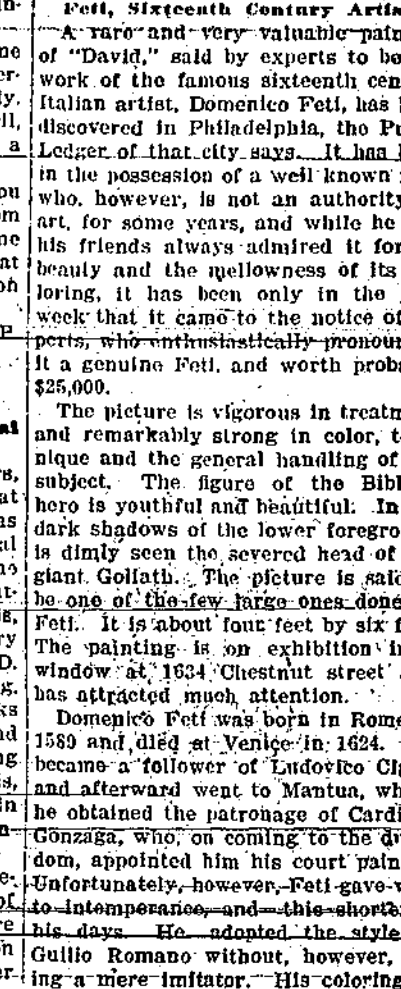 Feti, Sixteenth Century Artis
A rare and very valuable pain
of "David," said by experts to be
work of the famous sixteenth cen
Italian artist, Domenico Feti, has
discovered in Philadelphia, the Pu
Ledger of that city says. It has
in the possession of a well known
who, however, is not an authority
art, for some years, and while he
his friends always admired it for
beauty and the mellowness of its
loring, it has been only in the
week that it came to the notice of
perts, who enthusiastically pronou
it a genuine Feti, and worth prob
$25,000.
The picture is vigorous in treatm
and remarkably strong in color, t
nique and the general handling of
subject. The figure of the Bibl
hero is youthful and beautiful. In
dark shadows of the lower foregro
is dimly seen the severed head of
giant Goliath. The picture is said
be one of the few large ones done
Feti. It is about four feet by six f
The painting is on exhibition in
window at 1634 Chestnut street
has attracted much attention.
Domenico Feti was born in Rome
1589 and died at Venice in 1624.
became a follower of Ludovico Ci
and afterward went to Mantua, wh
he obtained the patronage of Cardi
Gonzaga, who, on coming to the du
dom, appointed him his court pain
Unfortunately, however, Feti gave
to intemperance, and this shorte
his days. He adopted the style
Guilio Romano without, however,
ing a mere imitator. His coloring